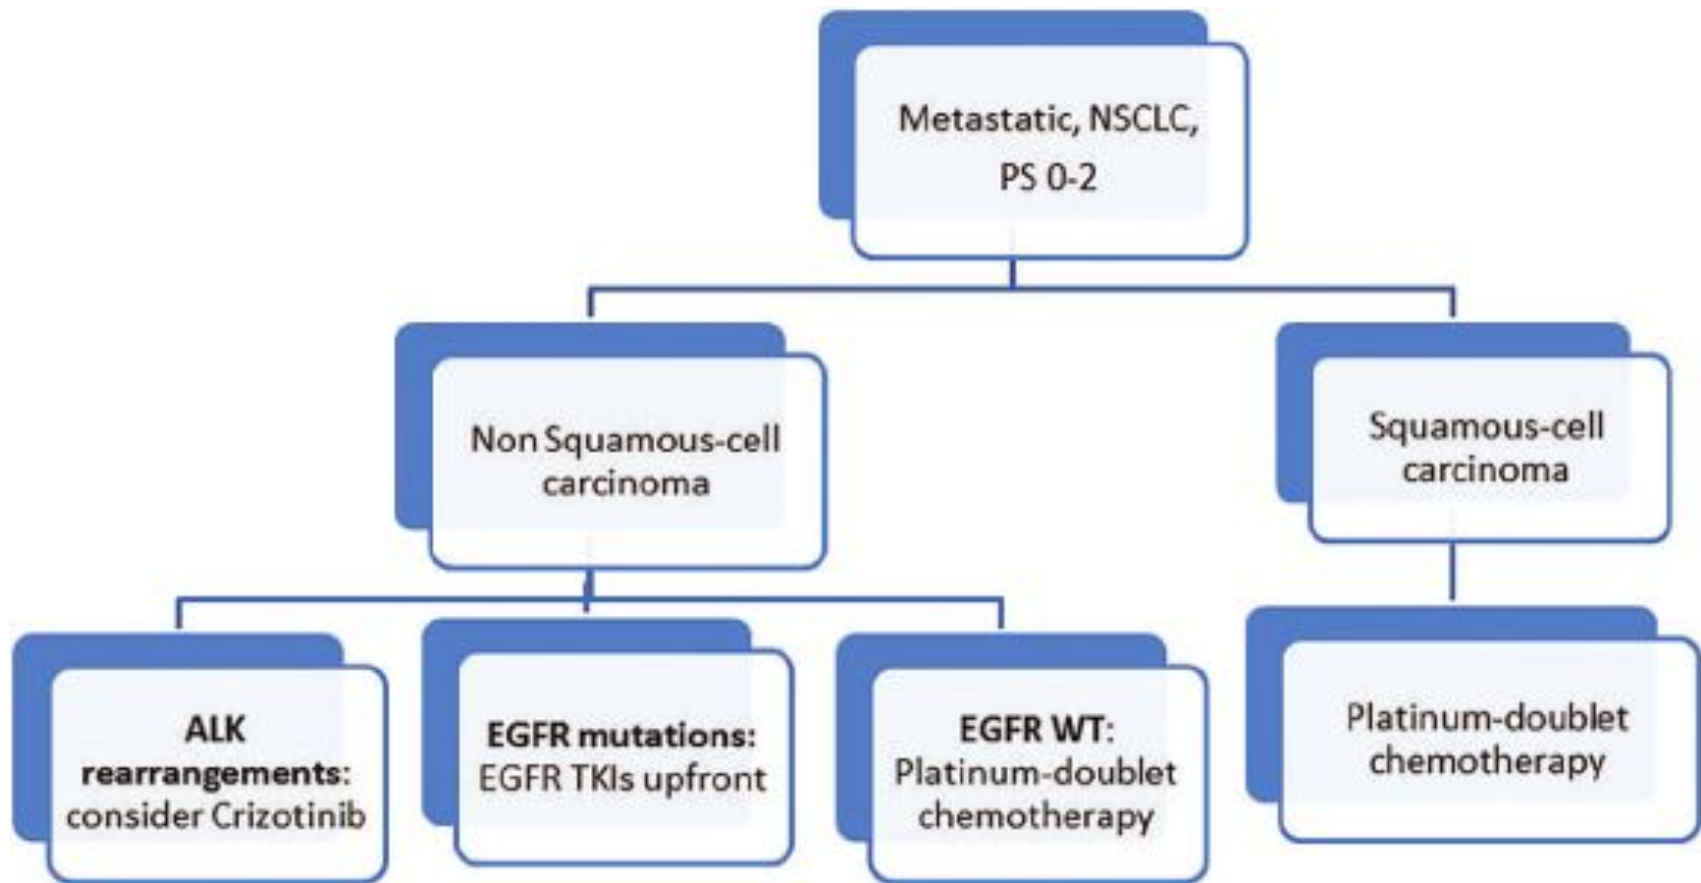 Metastatic, NSCLC,
PS 0-2
Non Squamous-cell
carcinoma
Squamous-cell
carcinoma
ALK
rearrangements:
consider Crizotinib
EGFR mutations:
EGFR TKIs upfront
EGFR WT:
Platinum-doublet
chemotherapy
Platinum-doublet
chemotherapy